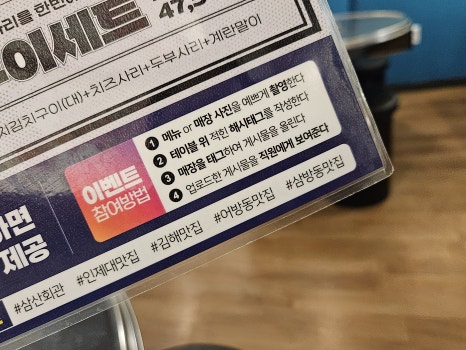 리를 한번에
이세트
47,5
김치구이(대)+치즈사리+두부사리+계란말이
하면
제공
이벤트
참여방법
1 메뉴 or 매장 사진을 예쁘게 촬영한다
2 테이블 위 적힌 해시태그를 작성한다
3 매장을 태그하여 게시물을 올린다
4 업로드한 게시물을 직원에게 보여준다
#삼산회관 #인제대맛집 #김해맛집 #어방동맛집 #삼방동맛집